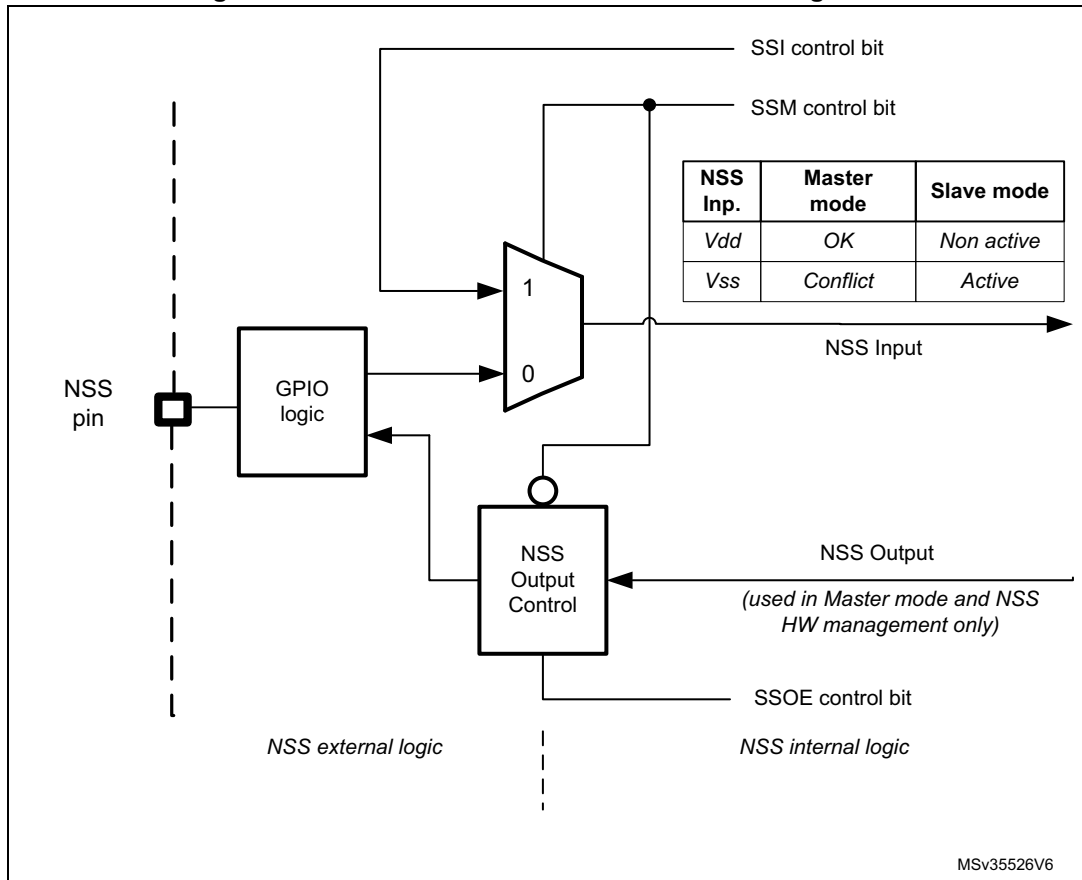 SSI control bit
SSM control bit
NSS Inp.
Master mode
Slave mode
Vdd
OK
Non active
Vss
Conflict
Active
1
0
NSS Input
NSS
pin
GPIO
logic
NSS
Output
Control
NSS Output
(used in Master mode and NSS
HW management only)
SSOE control bit
NSS external logic
NSS internal logic
MSv35526V6